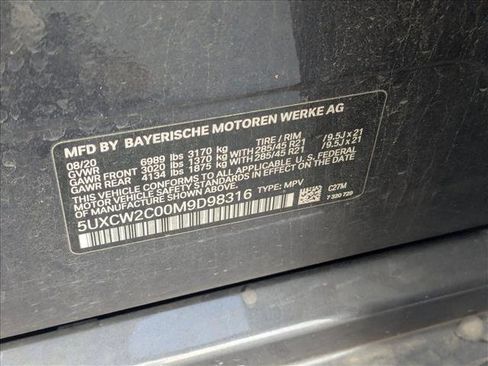 MFD BY BAYERISCHE MOTOREN WERKE AG
08/20 TIRE / RIM
GVWR 6989 lbs 3170 kg
GAWR FRONT 3020 lbs 1370 kg WITH 285/45 R21 / 9.5J x 21
GAWR REAR 4134 lbs 1875 kg WITH 285/45 R21 / 9.5J x 21
THIS VEHICLE CONFORMS TO ALL APPLICABLE U. S. FEDERAL
MOTOR VEHICLE SAFETY STANDARDS IN EFFECT ON THE DATE
OF MANUFACTURE SHOWN ABOVE.
5UXCW2C00M9D98316 TYPE: MPV
C27M
7 320 729